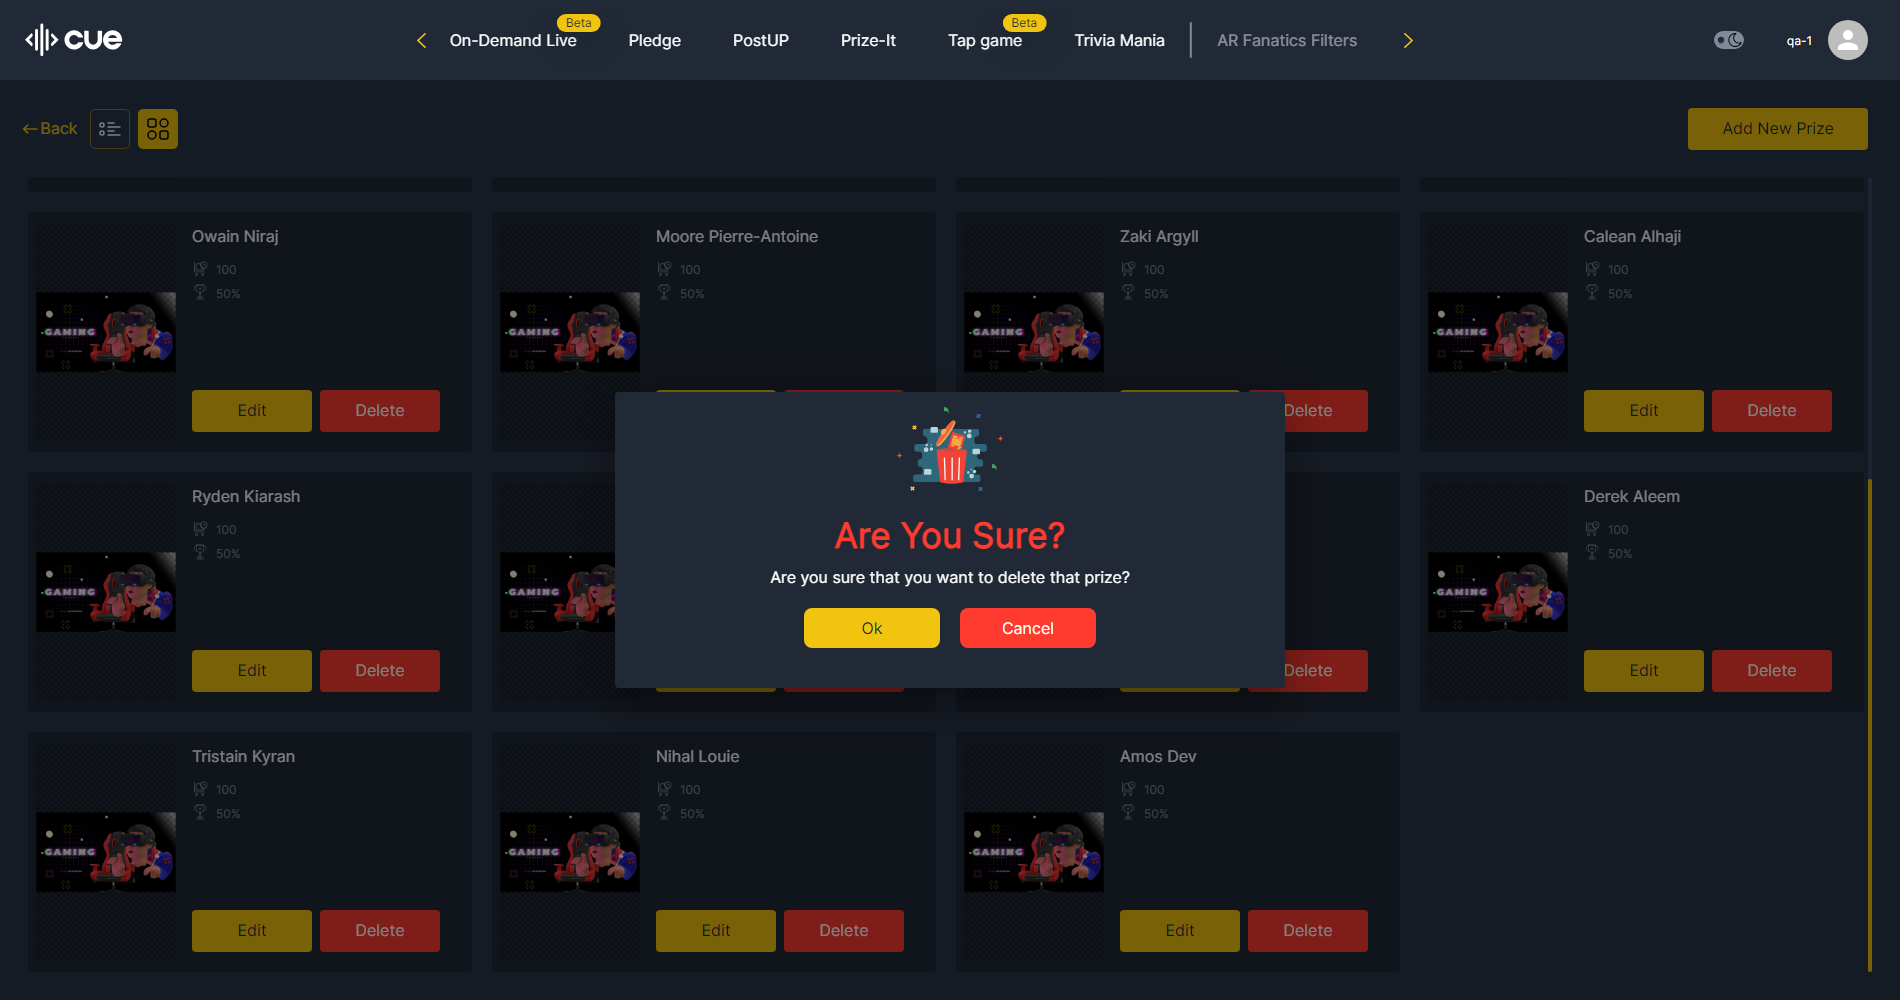 cue
On-Demand Live
Beta
Pledge
PostUP
Prize-It
Tap game
Beta
Trivia Mania
AR Fanatics Filters
qa-1
Back
Add New Prize
Owain Niraj
100
50%
GAMING
Edit
Delete
Moore Pierre-Antoine
100
50%
GAMING
Zaki Argyll
100
50%
GAMING
Delete
Calean Alhaji
100
50%
GAMING
Edit
Delete
Are You Sure?
Are you sure that you want to delete that prize?
Ok
Cancel
Ryden Kiarash
100
50%
GAMING
Edit
Delete
GAMING
Delete
Derek Aleem
100
50%
GAMING
Edit
Delete
Tristain Kyran
100
50%
GAMING
Edit
Delete
Nihal Louie
100
50%
GAMING
Edit
Delete
Amos Dev
100
50%
GAMING
Edit
Delete